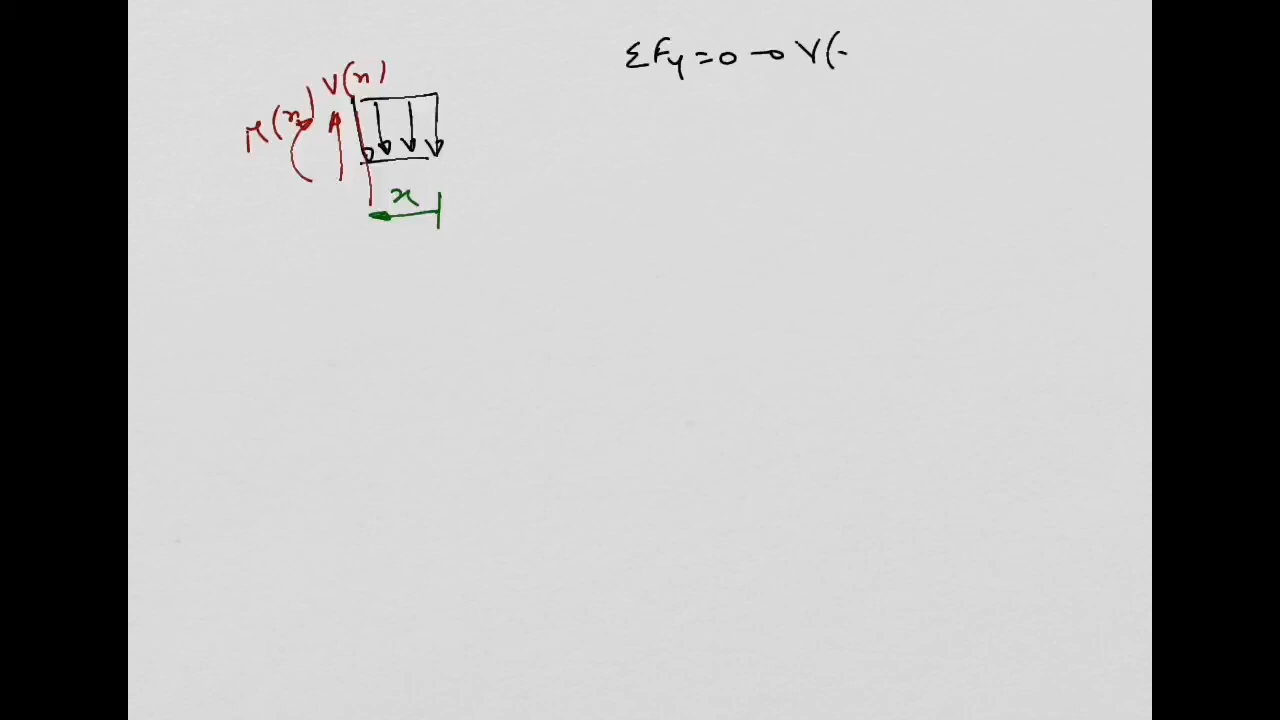 ΣFy = 0 → V(
V(x)
M(x)
x